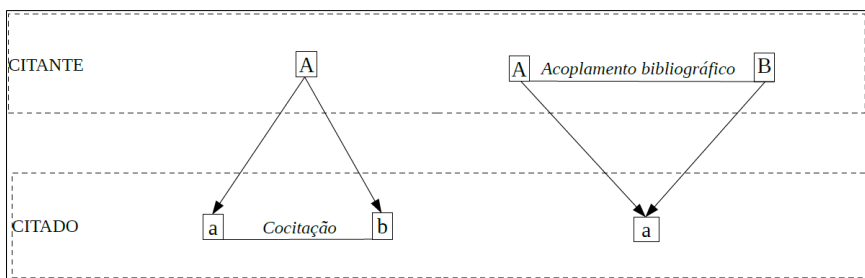 CITANTE
A
A
Acoplamento bibliográfico
B
CITADO
a
Cocitação
b
a